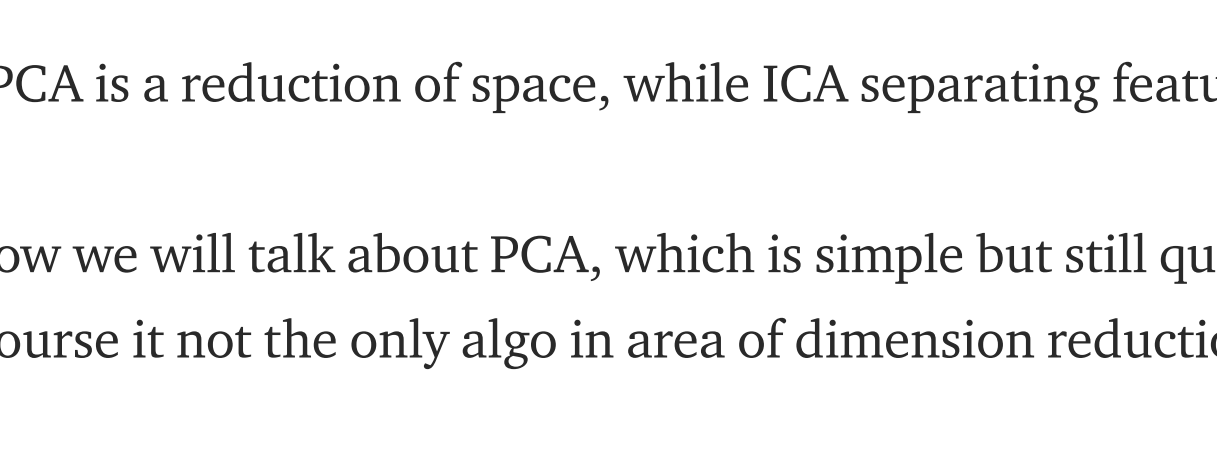 PCA is a reduction of space, while ICA separating featu
ow we will talk about PCA, which is simple but still qu
ourse it not the only algo in area of dimension reductio